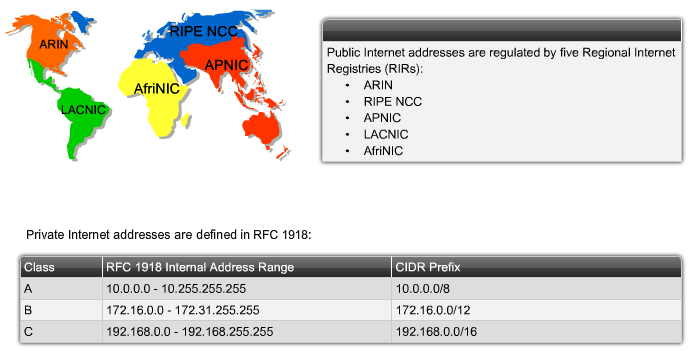 ARIN
RIPE NCC
APNIC
AfriNIC
LACNIC
Public Internet addresses are regulated by five Regional Internet
Registries (RIRs):
• ARIN
• RIPE NCC
• APNIC
• LACNIC
• AfriNIC
Private Internet addresses are defined in RFC 1918:
Class RFC 1918 Internal Address Range CIDR Prefix
A 10.0.0.0 - 10.255.255.255 10.0.0.0/8
B 172.16.0.0 - 172.31.255.255 172.16.0.0/12
C 192.168.0.0 - 192.168.255.255 192.168.0.0/16